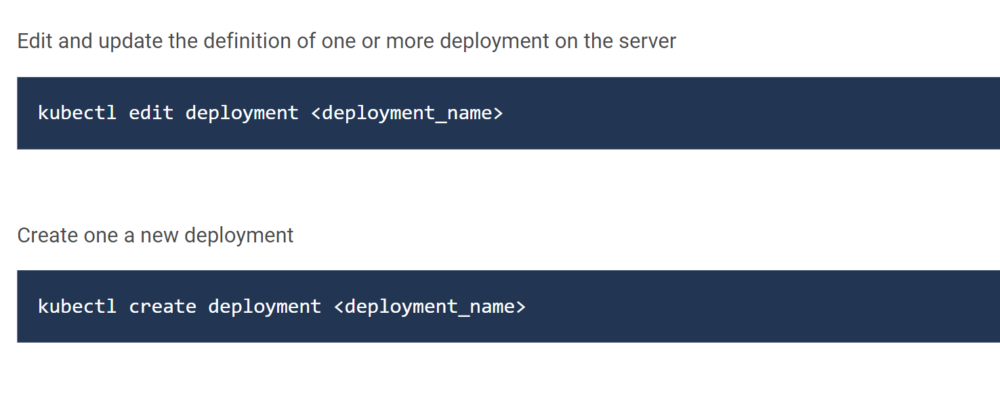 Edit and update the definition of one or more deployment on the server
kubectl edit deployment <deployment_name>
Create one a new deployment
kubectl create deployment <deployment_name>